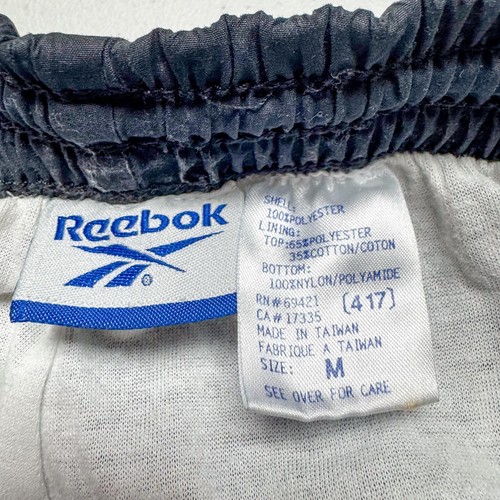 Reebok
®
SHELL:
100%POLYESTER
LINING:
TOP:65%POLYESTER
35%COTTON/COTON
BOTTOM:
100%NYLON/POLYAMIDE
RN#69421 [417]
CA#17335
MADE IN TAIWAN
FABRIQUE A TAIWAN
SIZE: M
SEE OVER FOR CARE